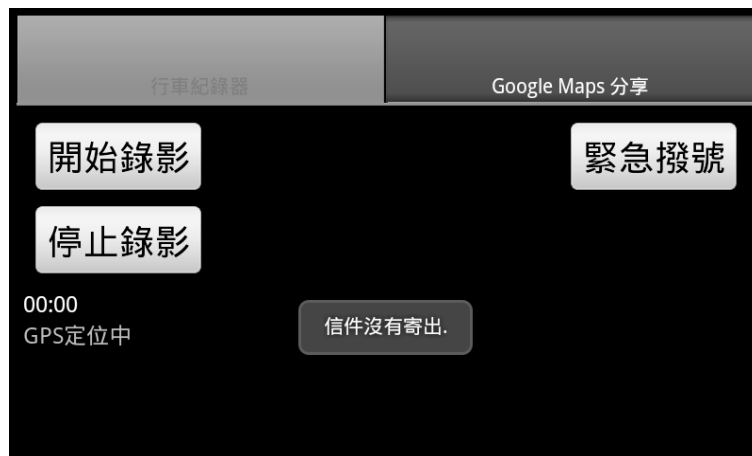 行車紀錄器
Google Maps 分享
開始錄影
緊急撥號
停止錄影
00:00
GPS定位中
信件沒有寄出.